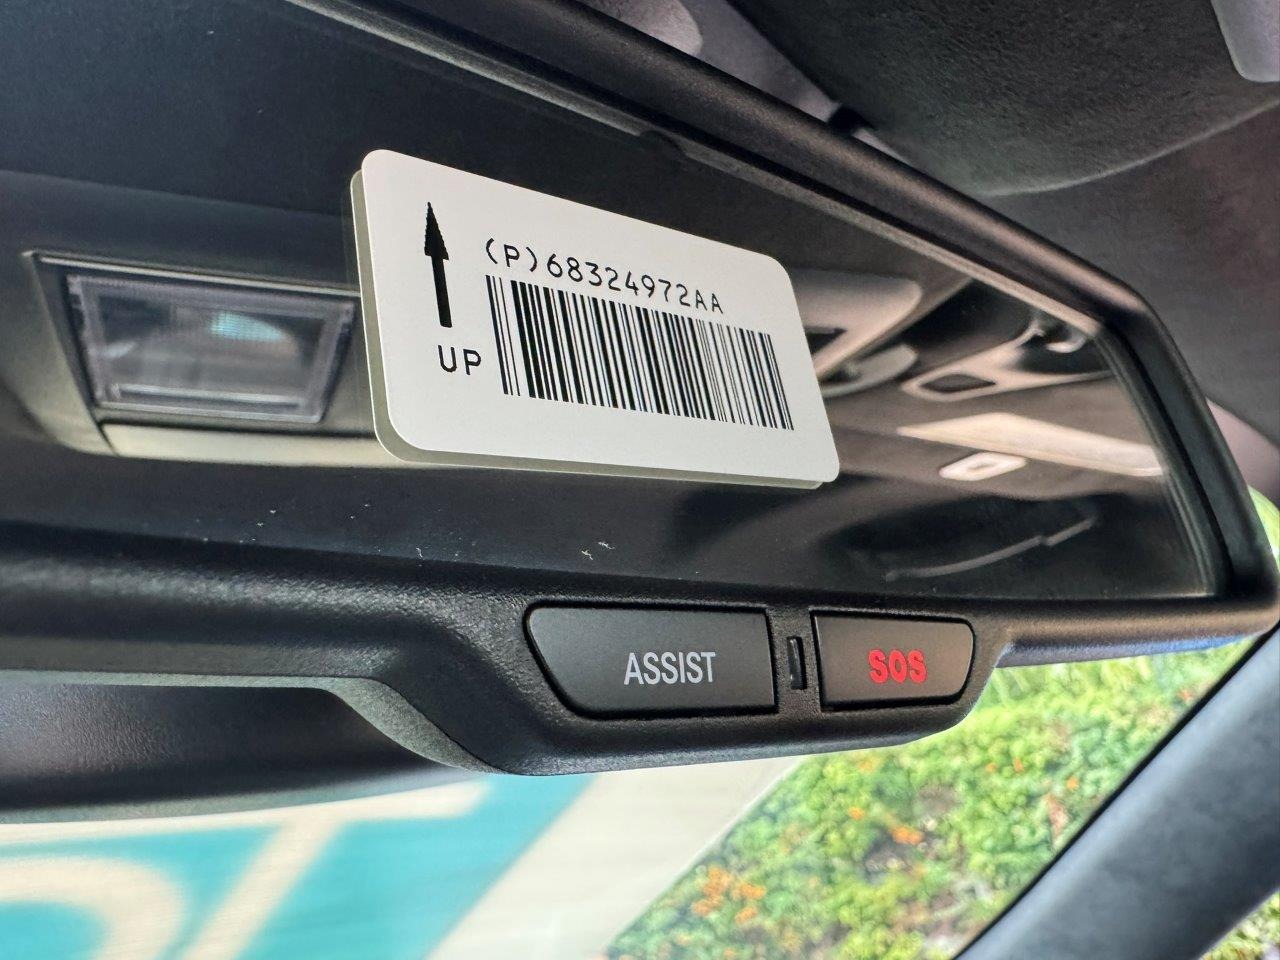 (P)68324972AA
UP
ASSIST
SOS